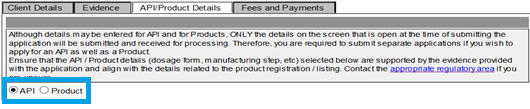 Client Details Evidence API/Product Details Fees and Payments
Although details may be entered for API and for Products, ONLY the details on the screen that is open at the time of submitting the
application will be submitted and received for processing. Therefore, you are required to submit separate applications if you wish to
apply for an API as well as a Product.
Ensure that the API / Product details (dosage form, manufacturing step, etc) selected below are supported by the evidence provided
with the application and align with the details related to the product registration / listing. Contact the appropriate regulatory area if
API Product